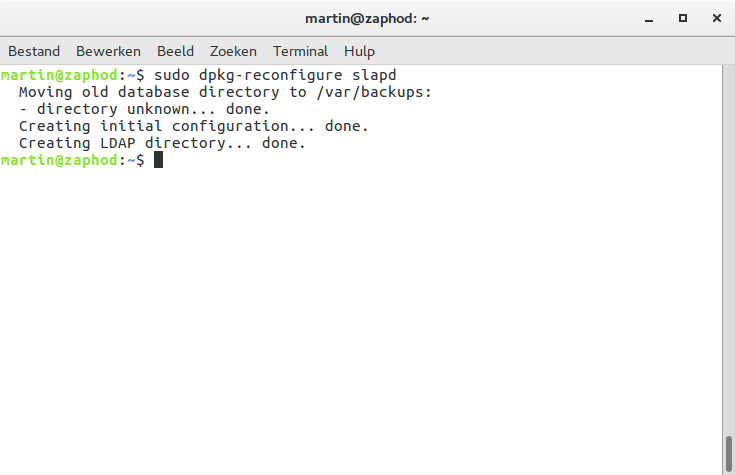 martin@zaphod: ~
Bestand Bewerken Beeld Zoeken Terminal Hulp
martin@zaphod:~$ sudo dpkg-reconfigure slapd
  Moving old database directory to /var/backups:
  - directory unknown... done.
  Creating initial configuration... done.
  Creating LDAP directory... done.
martin@zaphod:~$